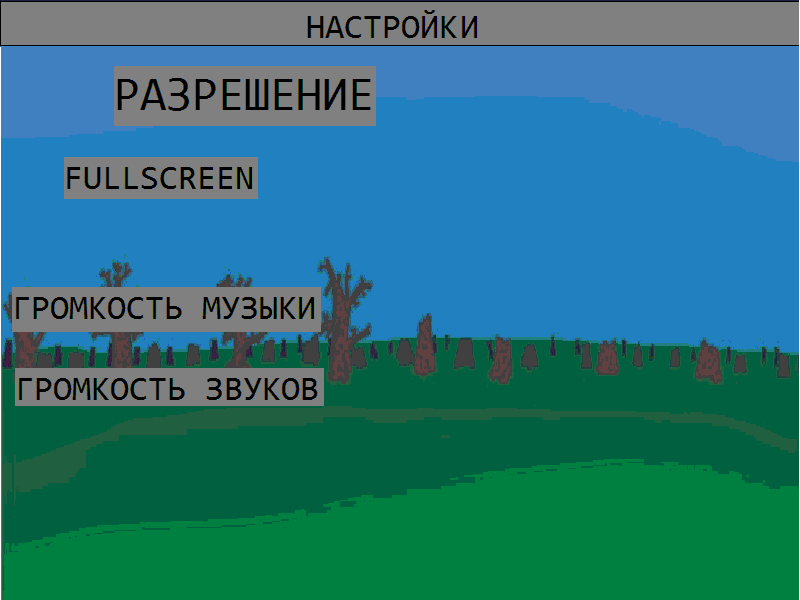 НАСТРОЙКИ
РАЗРЕШЕНИЕ
FULLSCREEN
ГРОМКОСТЬ МУЗЫКИ
ГРОМКОСТЬ ЗВУКОВ